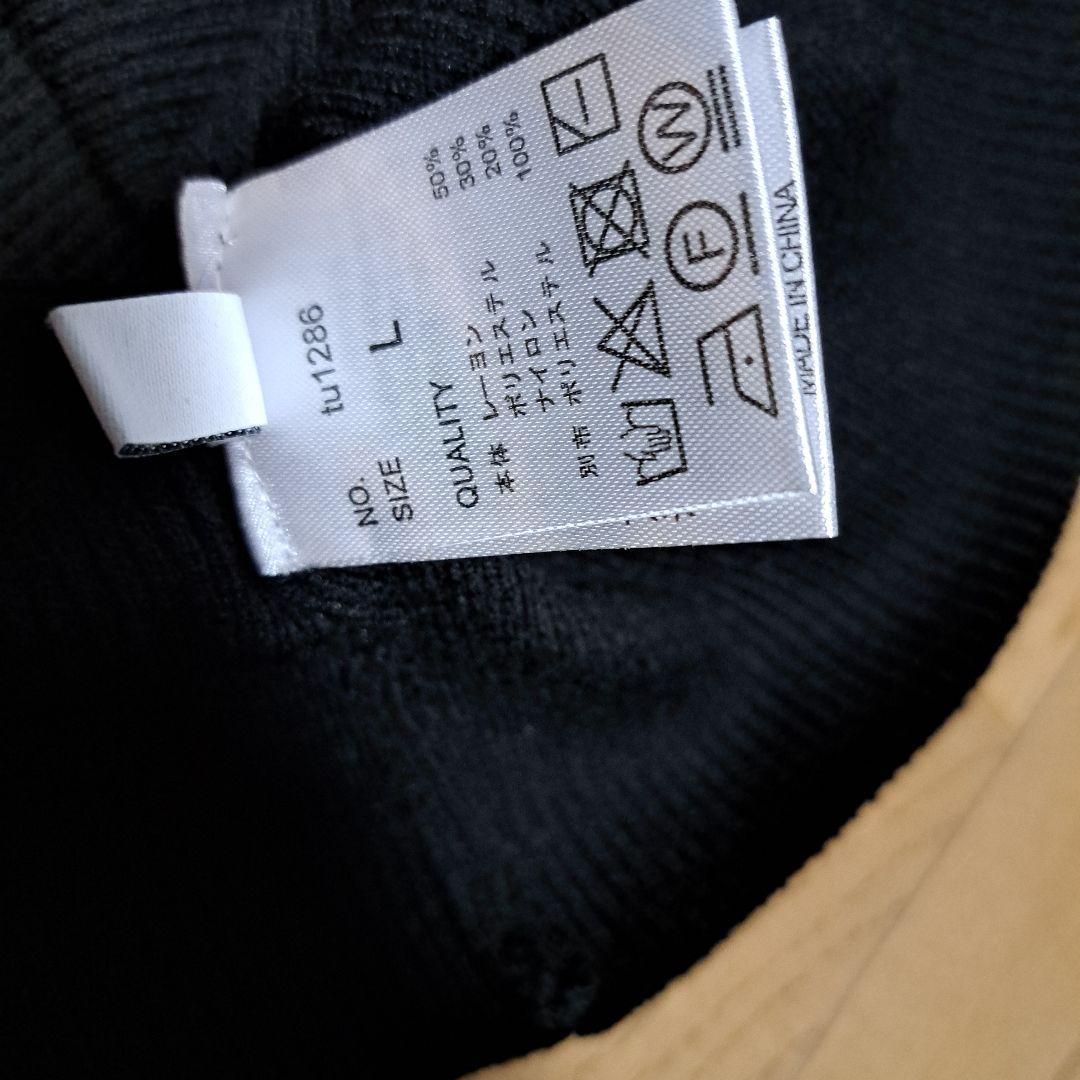 NO. tu1286
SIZE L
QUALITY
本体 レーヨン 50%
ポリエステル 30%
ナイロン 20%
別布 ポリエステル 100%
W
F
MADE IN CHINA